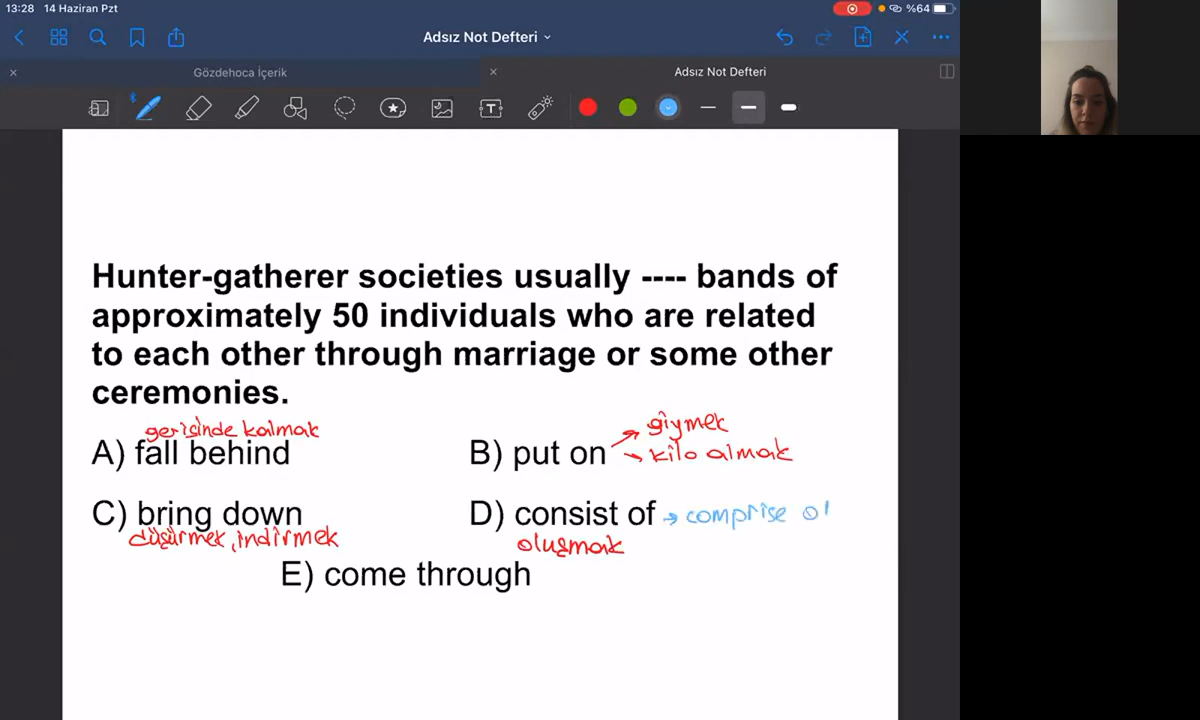 13:28 14 Haziran Pzt
%64
Adsız Not Defteri
Gözdehoca İçerik
Adsız Not Defteri
Hunter-gatherer societies usually ---- bands of
approximately 50 individuals who are related
to each other through marriage or some other
ceremonies.
gerisinde kalmak
A) fall behind
giymek
B) put on
kilo almak
C) bring down
düşürmek, indirmek
D) consist of → comprise of
oluşmak
E) come through